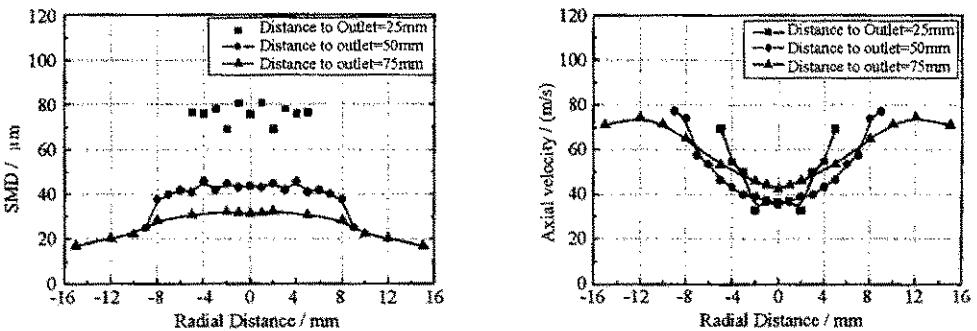 120
100
80
60
40
20
0
SMD / μm
Distance to Outlet=25mm
Distance to outlet=50mm
Distance to outlet=75mm
-16 -12 -8 -4 0 4 8 12 16
Radial Distance / mm
120
100
80
60
40
20
0
Axial velocity / (m/s)
Distance to Outlet=25mm
Distance to outlet=50mm
Distance to outlet=75mm
-16 -12 -8 -4 0 4 8 12 16
Radial Distance / mm